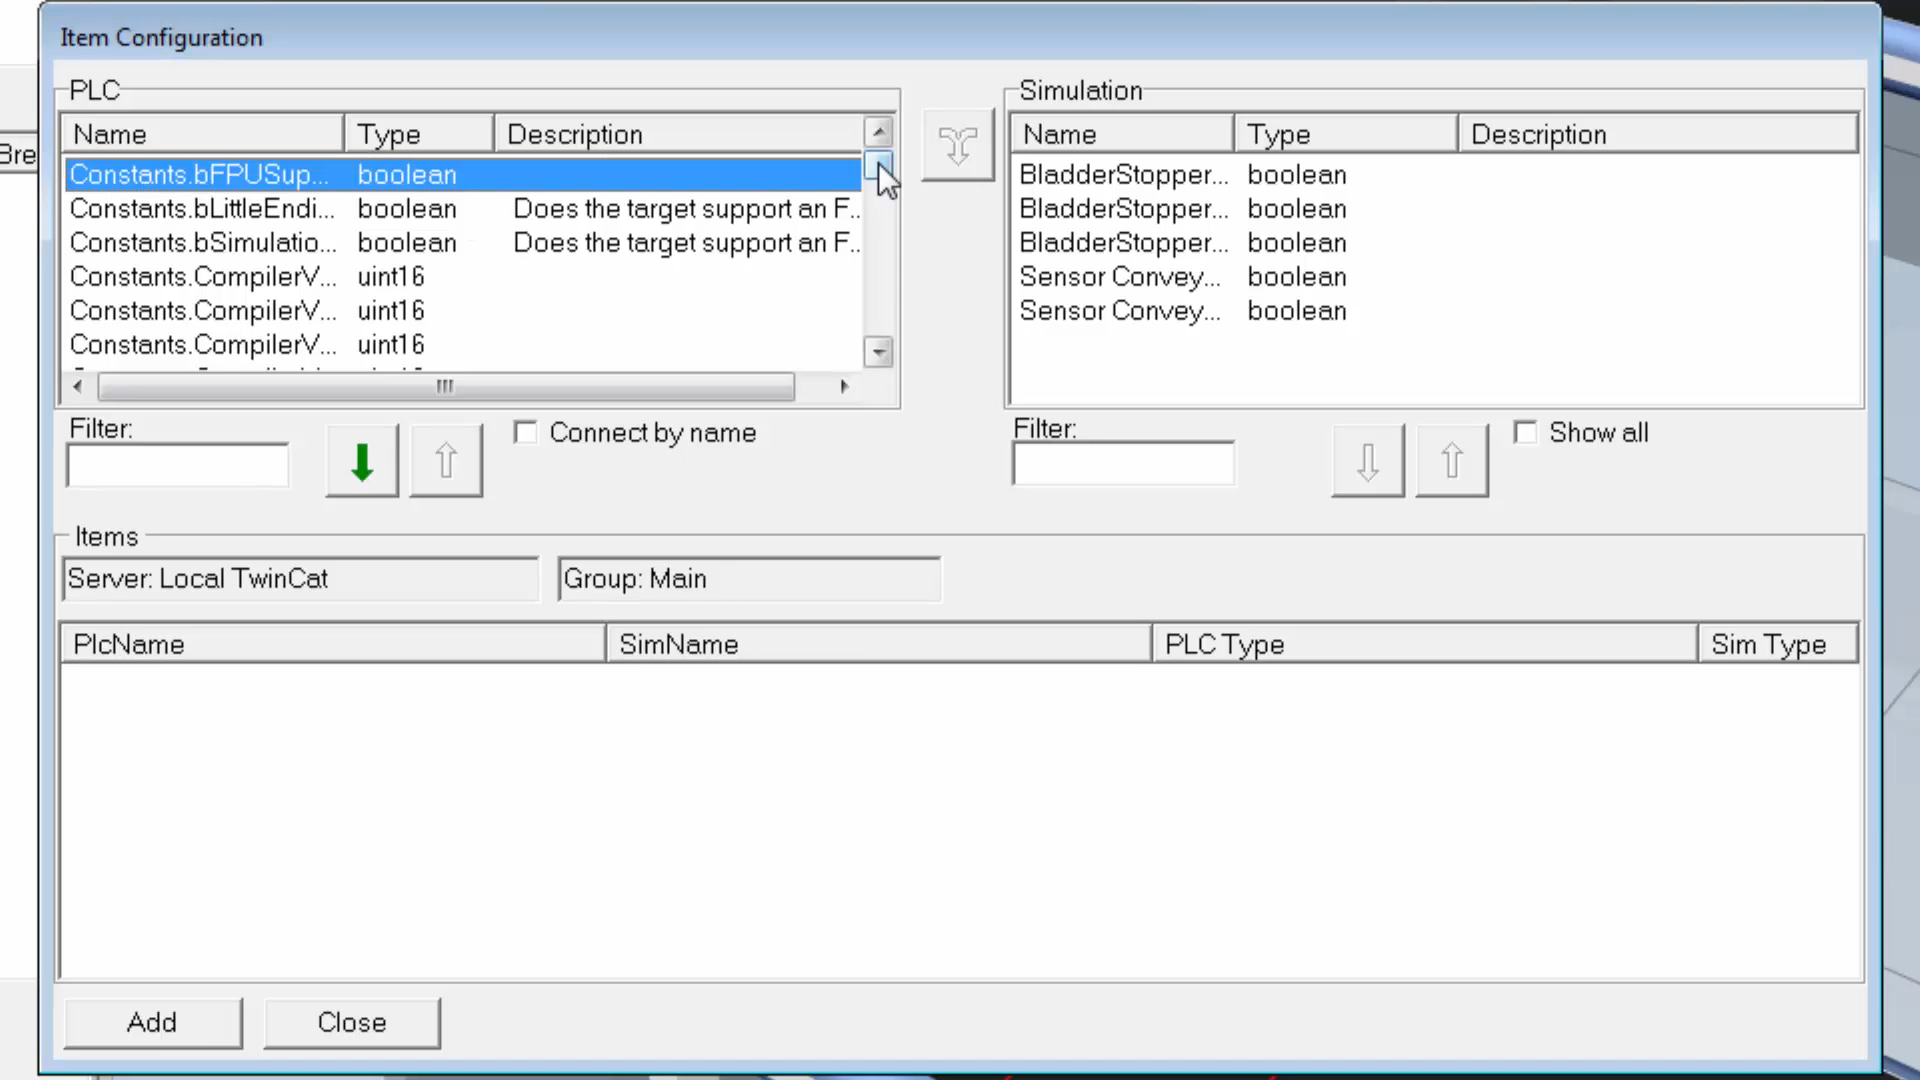 Item Configuration
Bre
PLC
Name Type Description
Constants.bFPUSup... boolean
Constants.bLittleEndi... boolean Does the target support an F..
Constants.bSimulatio... boolean Does the target support an F..
Constants.CompilerV... uint16
Constants.CompilerV... uint16
Constants.CompilerV... uint16
Filter:
Connect by name
Simulation
Name Type Description
BladderStopper... boolean
BladderStopper... boolean
BladderStopper... boolean
Sensor Convey... boolean
Sensor Convey... boolean
Filter:
Show all
Items
Server: Local TwinCat
Group: Main
PlcName SimName PLC Type Sim Type
Add
Close